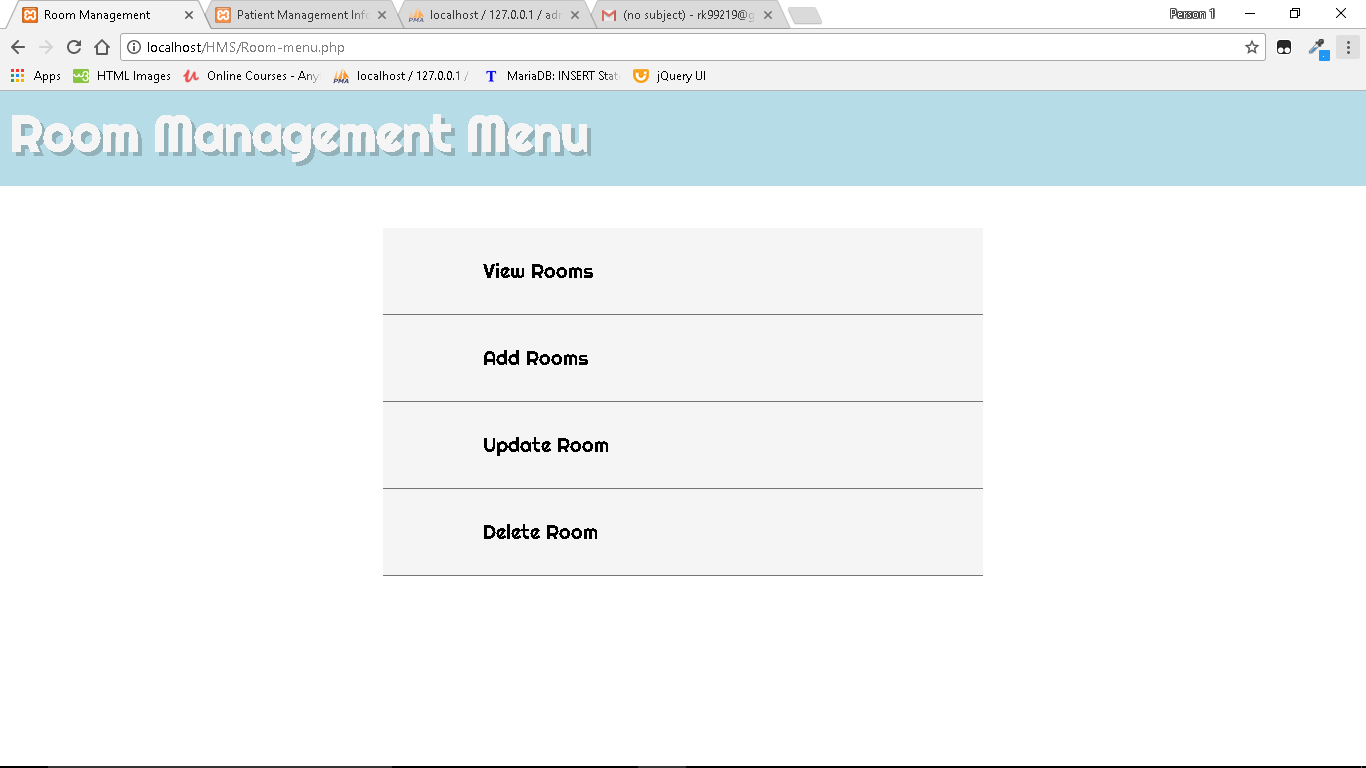 Room Management
Patient Management Info
localhost / 127.0.0.1 / adm
(no subject) - rk99219@g
Person 1
localhost/HMS/Room-menu.php
Apps
HTML Images
Online Courses - Any
PMA
localhost / 127.0.0.1 /
T
MariaDB: INSERT Stat
jQuery UI
Room Management Menu
View Rooms
Add Rooms
Update Room
Delete Room